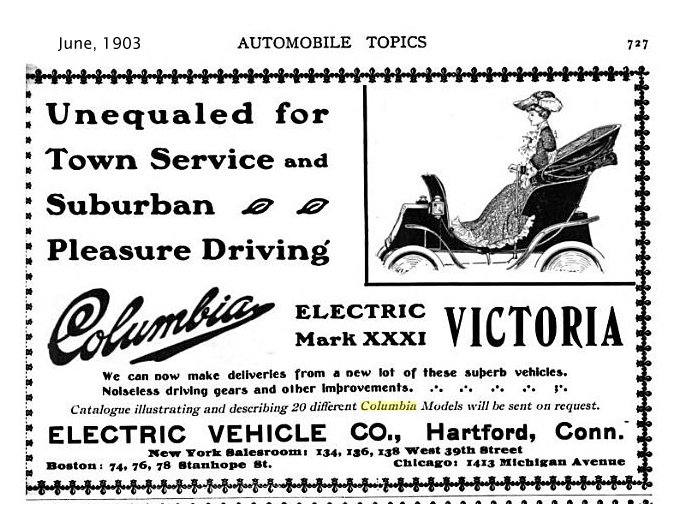 June, 1903 AUTOMOBILE TOPICS 727
Unequaled for
Town Service and
Suburban
Pleasure Driving
Columbia
ELECTRIC
Mark XXXI
VICTORIA
We can now make deliveries from a new lot of these superb vehicles.
Noiseless driving gears and other improvements.
Catalogue illustrating and describing 20 different Columbia Models will be sent on request.
ELECTRIC VEHICLE CO., Hartford, Conn.
New York Salesroom: 134, 136, 138 West 39th Street
Boston: 74, 76, 78 Stanhope St. Chicago: 1413 Michigan Avenue